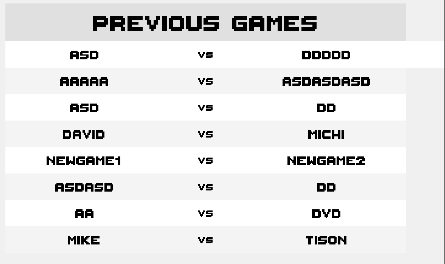 PREVIOUS GAMES
ASD VS DDDDD
AAAAA VS ASDASDASD
ASD VS DD
DAVID VS MICHI
NEWGAME1 VS NEWGAME2
ASDASD VS DD
AA VS DVD
MIKE VS TISON